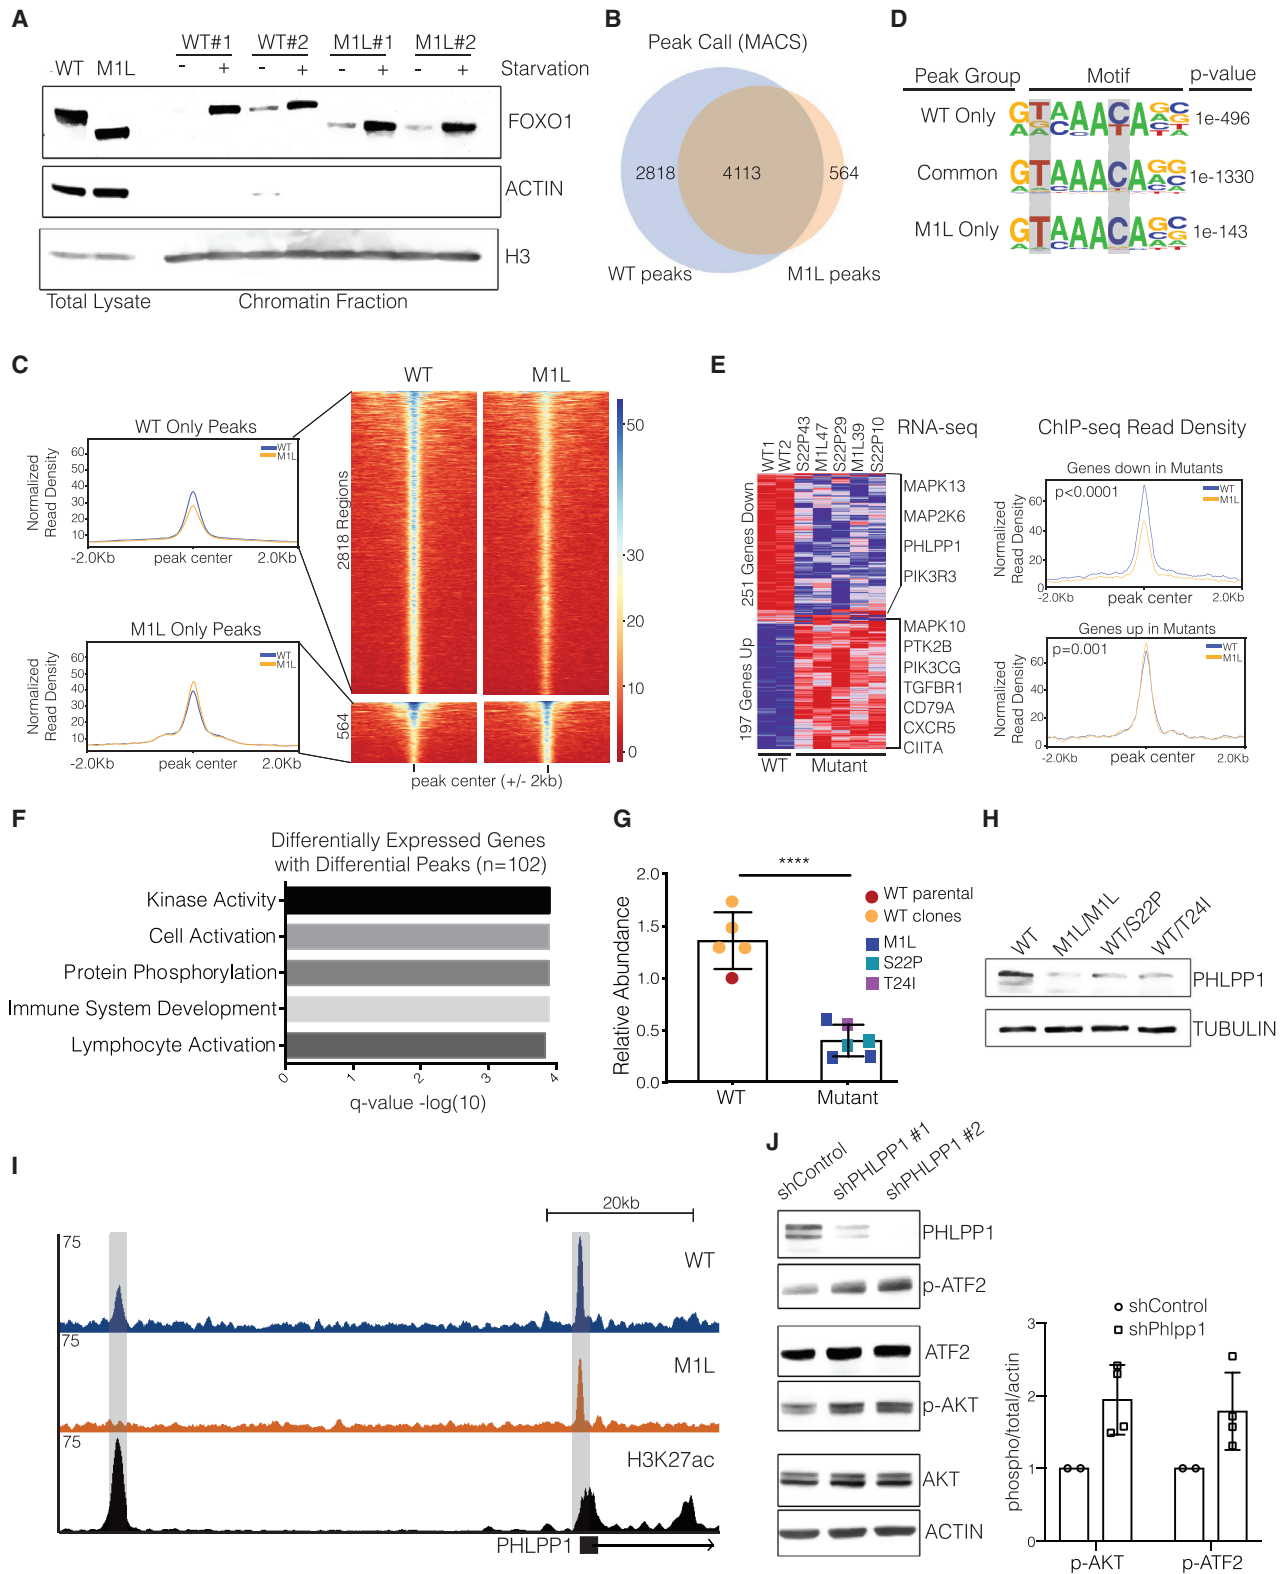 A
WT#1 WT#2 M1L#1 M1L#2
WT M1L - + - + - + - + Starvation
FOXO1
ACTIN
H3
Total Lysate Chromatin Fraction
B
Peak Call (MACS)
2818 4113 564
WT peaks M1L peaks
D
Peak Group Motif p-value
WT Only 1e-496
Common 1e-1330
M1L Only 1e-143
C
WT M1L
WT Only Peaks
WT
M1L
Normalized
Read Density
60
50
40
30
20
10
-2.0Kb peak center 2.0Kb
2818 Regions
M1L Only Peaks
WT
M1L
Normalized
Read Density
60
50
40
30
20
10
-2.0Kb peak center 2.0Kb
564
peak center (+/- 2kb)
50
30
20
10
0
E
WT1 WT2 S22P43 M1L47 S22P29 M1L39 S22P10
RNA-seq
251 Genes Down
197 Genes Up
MAPK13
MAP2K6
PHLPP1
PIK3R3
MAPK10
PTK2B
PIK3CG
TGFBR1
CD79A
CXCR5
CIITA
WT Mutant
ChIP-seq Read Density
Genes down in Mutants
p<0.0001
WT
M1L
Normalized
Read Density
60
40
20
0
-2.0Kb peak center 2.0Kb
Genes up in Mutants
p=0.001
WT
M1L
Normalized
Read Density
60
40
20
0
-2.0Kb peak center 2.0Kb
F
Differentially Expressed Genes
with Differential Peaks (n=102)
Kinase Activity
Cell Activation
Protein Phosphorylation
Immune System Development
Lymphocyte Activation
0 1 2 3 4
q-value -log(10)
G
****
Relative Abundance
2.0
1.5
1.0
0.5
0.0
WT Mutant
WT parental
WT clones
M1L
S22P
T24I
H
WT M1L/M1L WT/S22P WT/T24I
PHLPP1
TUBULIN
I
20kb
75
WT
75
M1L
75
H3K27ac
PHLPP1
J
shControl shPHLPP1 #1 shPHLPP1 #2
PHLPP1
p-ATF2
ATF2
p-AKT
AKT
ACTIN
shControl
shPhlpp1
phospho/total/actin
3
2
1
0
p-AKT p-ATF2